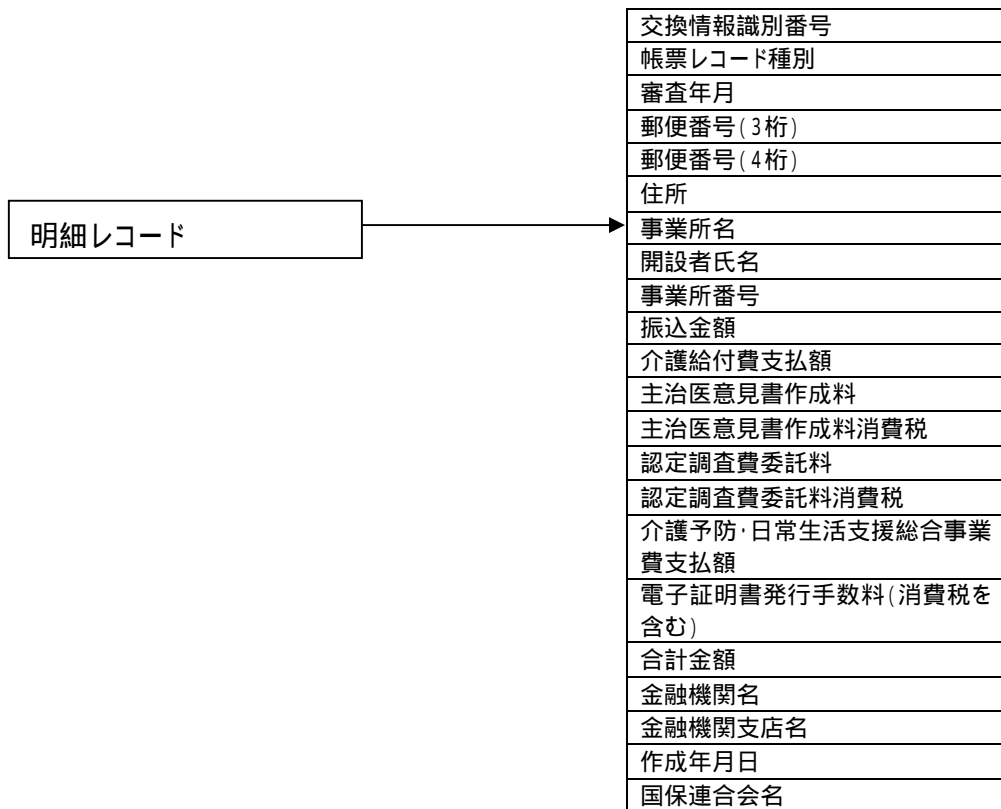 明細レコード
交換情報識別番号
帳票レコード種別
審査年月
郵便番号(3桁)
郵便番号(4桁)
住所
事業所名
開設者氏名
事業所番号
振込金額
介護給付費支払額
主治医意見書作成料
主治医意見書作成料消費税
認定調査費委託料
認定調査費委託料消費税
介護予防･日常生活支援総合事業
費支払額
電子証明書発行手数料(消費税を
含む)
合計金額
金融機関名
金融機関支店名
作成年月日
国保連合会名